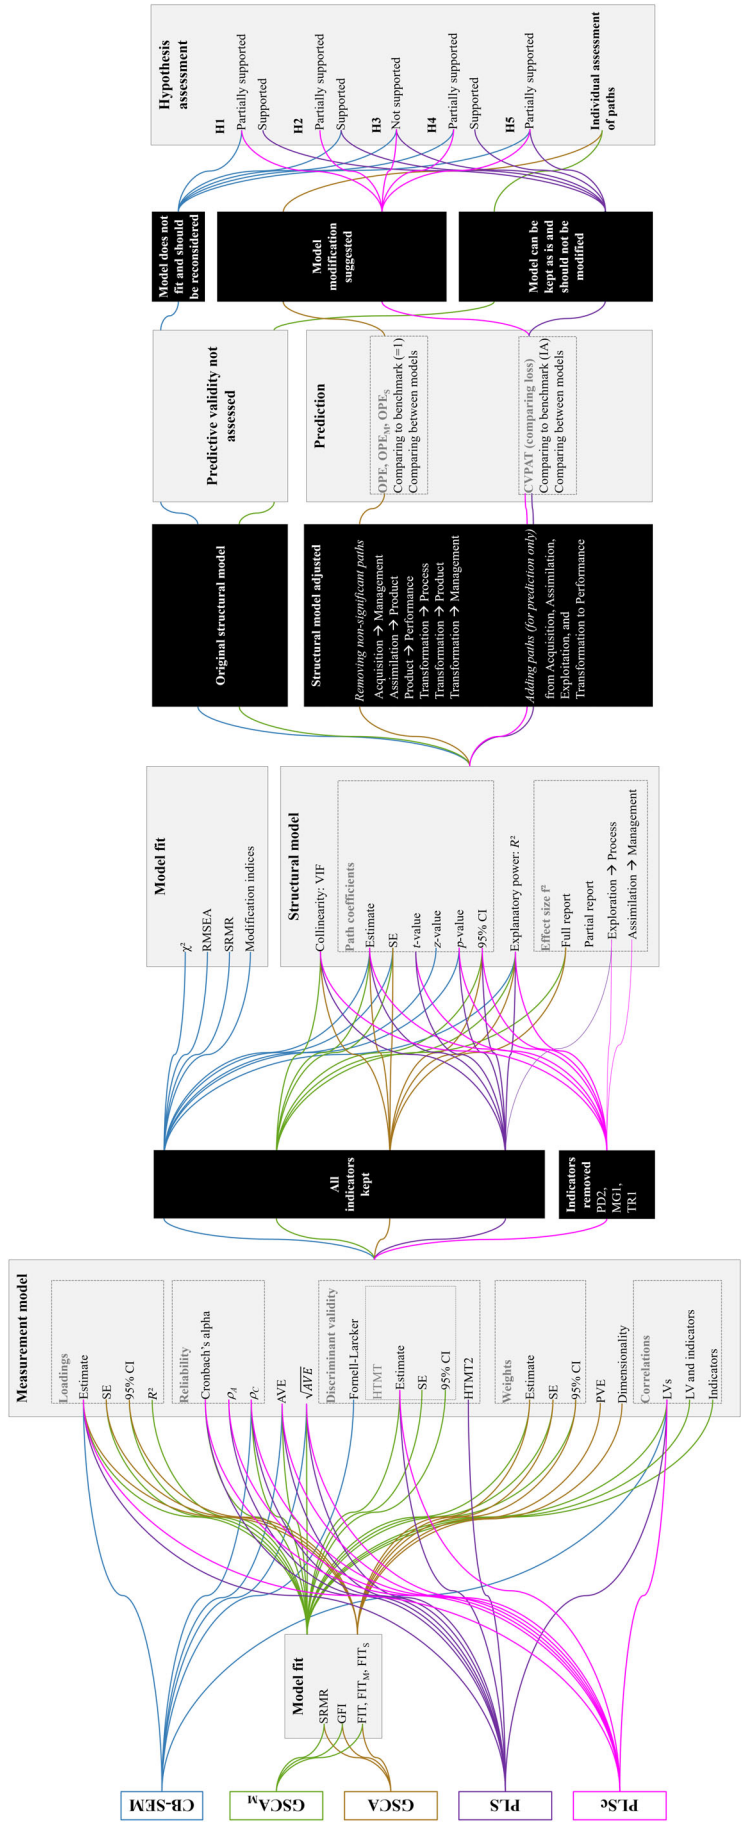 CB-SEM
GSCA_M
GSCA
PLS
PLSc
Model fit
SRMR
GFI
FIT, FIT_M, FIT_S
Measurement model
Loadings
Estimate
SE
95% CI
R²
Reliability
Cronbach's alpha
ρ_A
ρ_C
AVE
√AVE
Discriminant validity
Fornell-Larcker
HTMT
Estimate
SE
95% CI
HTMT2
Weights
Estimate
SE
95% CI
PVE
Dimensionality
Correlations
LVs
LV and indicators
Indicators
All
indicators
kept
Indicators
removed
PD2,
MG1,
TR1
Model fit
χ²
RMSEA
SRMR
Modification indices
Structural model
Collinearity: VIF
Path coefficients
Estimate
SE
t-value
z-value
p-value
95% CI
Explanatory power: R²
Effect size f²
Full report
Partial report
Exploration → Process
Assimilation → Management
Original structural model
Structural model adjusted
Removing non-significant paths
Acquisition → Management
Assimilation → Product
Product → Performance
Transformation → Process
Transformation → Product
Transformation → Management
Adding paths (for prediction only)
from Acquisition, Assimilation,
Exploitation, and
Transformation to Performance
Predictive validity not
assessed
Prediction
OPE, OPE_M, OPE_S
Comparing to benchmark (=1)
Comparing between models
CVPAT (comparing loss)
Comparing to benchmark (IA)
Comparing between models
Model does not
fit and should
be reconsidered
Model
modification
suggested
Model can be
kept as is and
should not be
modified
Hypothesis
assessment
H1
Partially supported
Supported
H2
Partially supported
Supported
H3
Not supported
H4
Partially supported
Supported
H5
Partially supported
Individual assessment
of paths